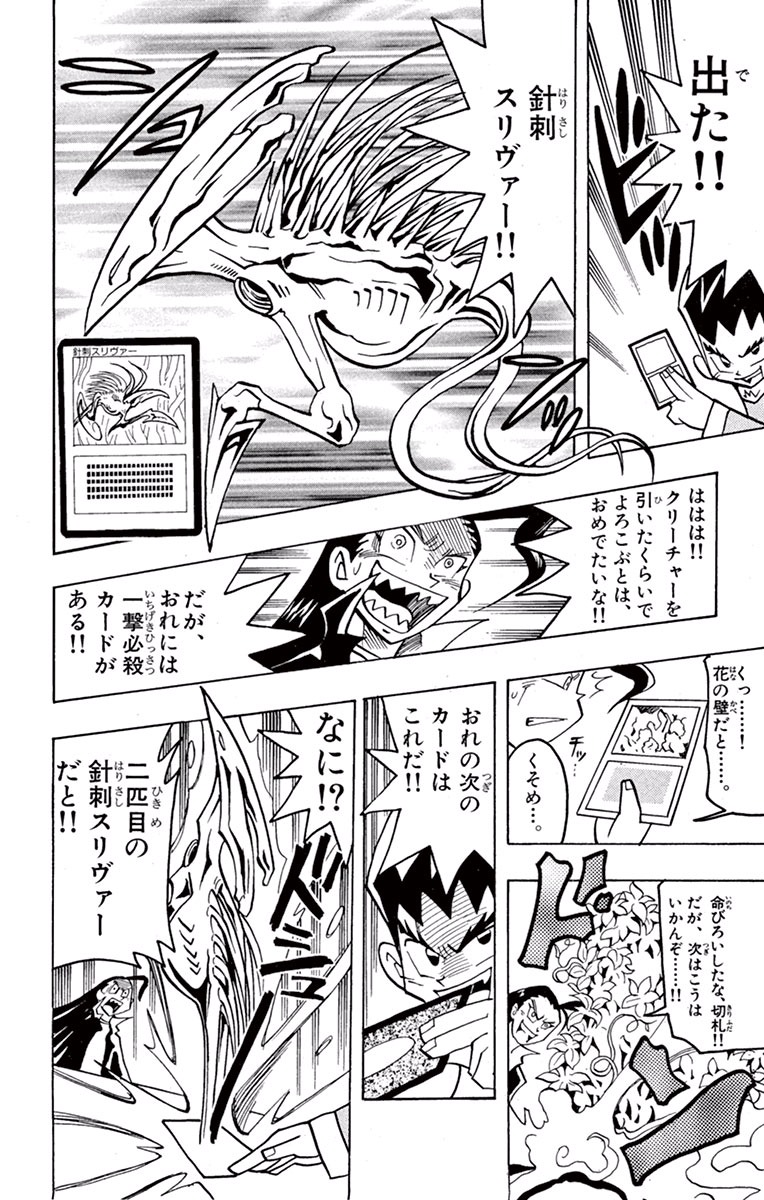 出た!!
ビッ
針刺
スリヴァー!!
針刺スリヴァー
ははは!!
クリーチャーを
引いたくらいで
よろこぶとは、
おめでたいな!!
だが、
おれには
一撃必殺
カードが
ある!!
くっ……!
花の壁だと……。
チッ
くそめ…。
命びろいしたな、切札!!
だが、次はこうは
いかんぞ……!!
おれの次の
カードは
これだ!!
なに!?
二匹目の
針刺スリヴァー
だと!!